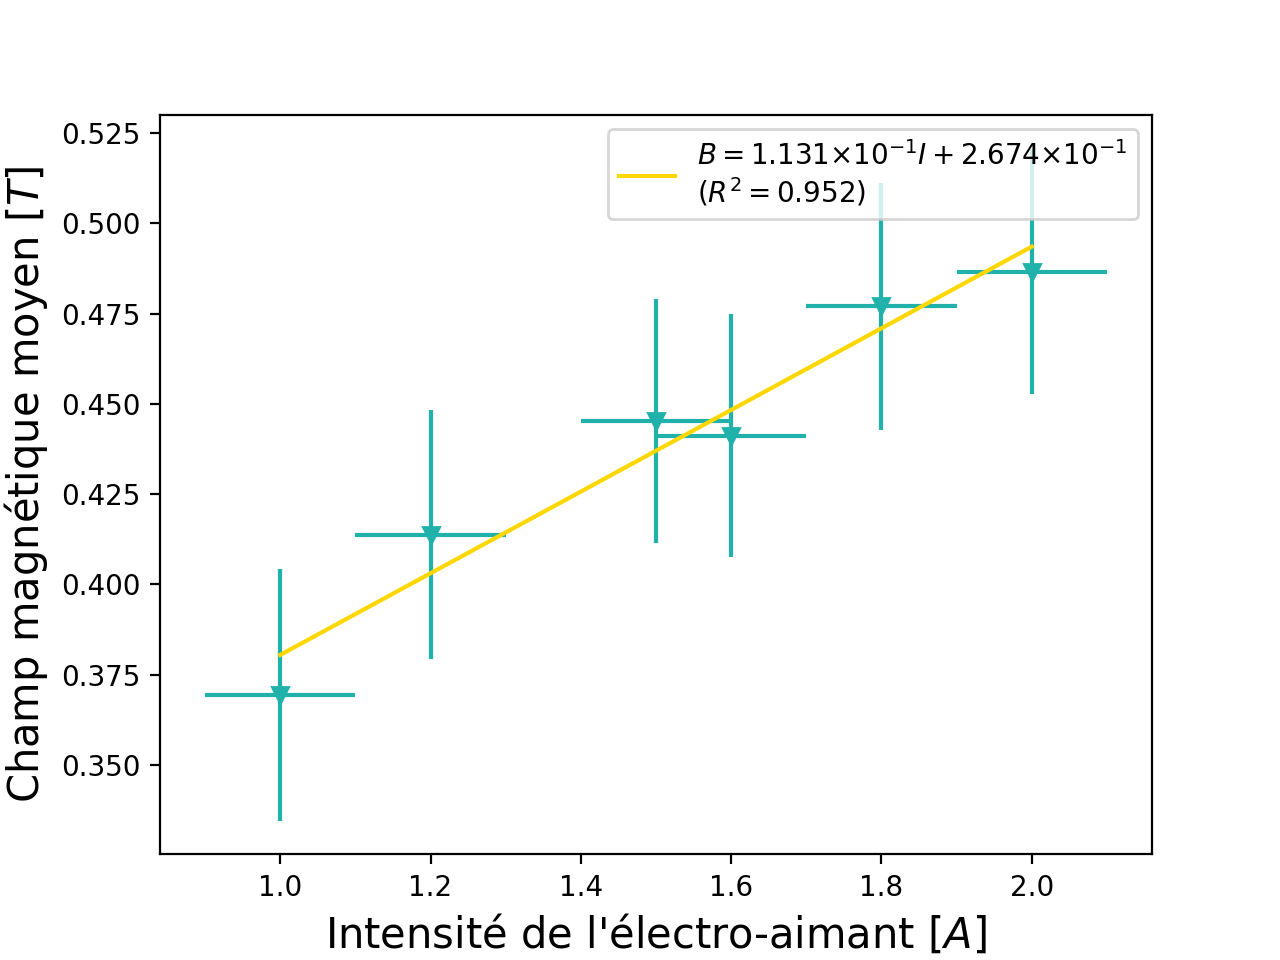 B = 1.131×10⁻¹I + 2.674×10⁻¹
(R² = 0.952)
Champ magnétique moyen [T]
0.525
0.500
0.475
0.450
0.425
0.400
0.375
0.350
1.0 1.2 1.4 1.6 1.8 2.0
Intensité de l'électro-aimant [A]